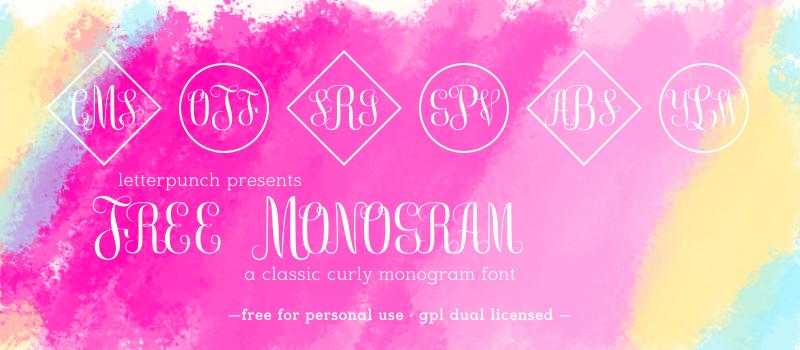 CMS OTF SRI GPV ABS YLW
letterpunch presents
FREE MONOGRAM
a classic curly monogram font
—free for personal use · gpl dual licensed —